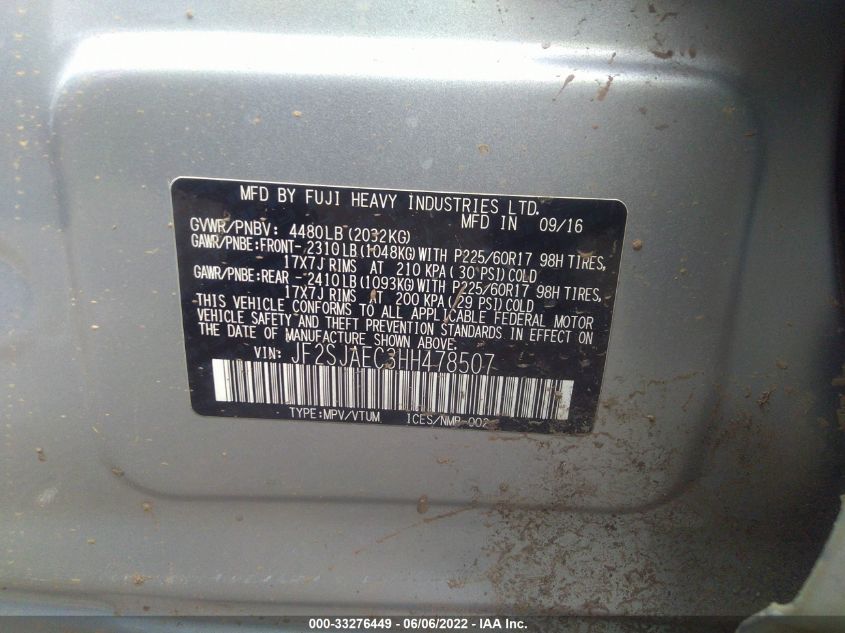 MFD BY FUJI HEAVY INDUSTRIES LTD.
MFD IN 09/16
GVWR/PNBV: 4480LB (2032KG)
GAWR/PNBE:FRONT- 2310LB(1048KG)WITH P225/60R17 98H TIRES,
17X7J RIMS AT 210 KPA( 30 PSI)COLD
GAWR/PNBE:REAR - 2410LB(1093KG)WITH P225/60R17 98H TIRES,
17X7J RIMS AT 200 KPA( 29 PSI)COLD
THIS VEHICLE CONFORMS TO ALL APPLICABLE FEDERAL MOTOR
VEHICLE SAFETY AND THEFT PREVENTION STANDARDS IN EFFECT ON
THE DATE OF MANUFACTURE SHOWN ABOVE.
VIN: JF2SJAEC3HH478507
TYPE:MPV/VTUM ICES/NMB-002
000-33276449 - 06/06/2022 - IAA Inc.